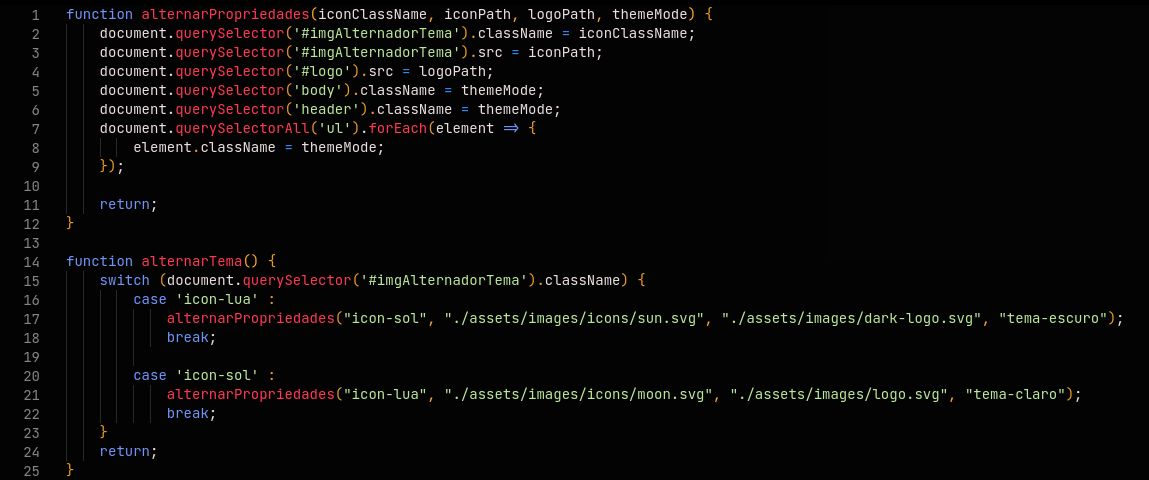 1 function alternarPropriedades(iconClassName, iconPath, logoPath, themeMode) {
2 document.querySelector('#imgAlternadorTema').className = iconClassName;
3 document.querySelector('#imgAlternadorTema').src = iconPath;
4 document.querySelector('#logo').src = logoPath;
5 document.querySelector('body').className = themeMode;
6 document.querySelector('header').className = themeMode;
7 document.querySelectorAll('ul').forEach(element => {
8 element.className = themeMode;
9 });
10
11 return;
12 }
13
14 function alternarTema() {
15 switch (document.querySelector('#imgAlternadorTema').className) {
16 case 'icon-lua' :
17 alternarPropriedades("icon-sol", "./assets/images/icons/sun.svg", "./assets/images/dark-logo.svg", "tema-escuro");
18 break;
19
20 case 'icon-sol' :
21 alternarPropriedades("icon-lua", "./assets/images/icons/moon.svg", "./assets/images/logo.svg", "tema-claro");
22 break;
23 }
24 return;
25 }